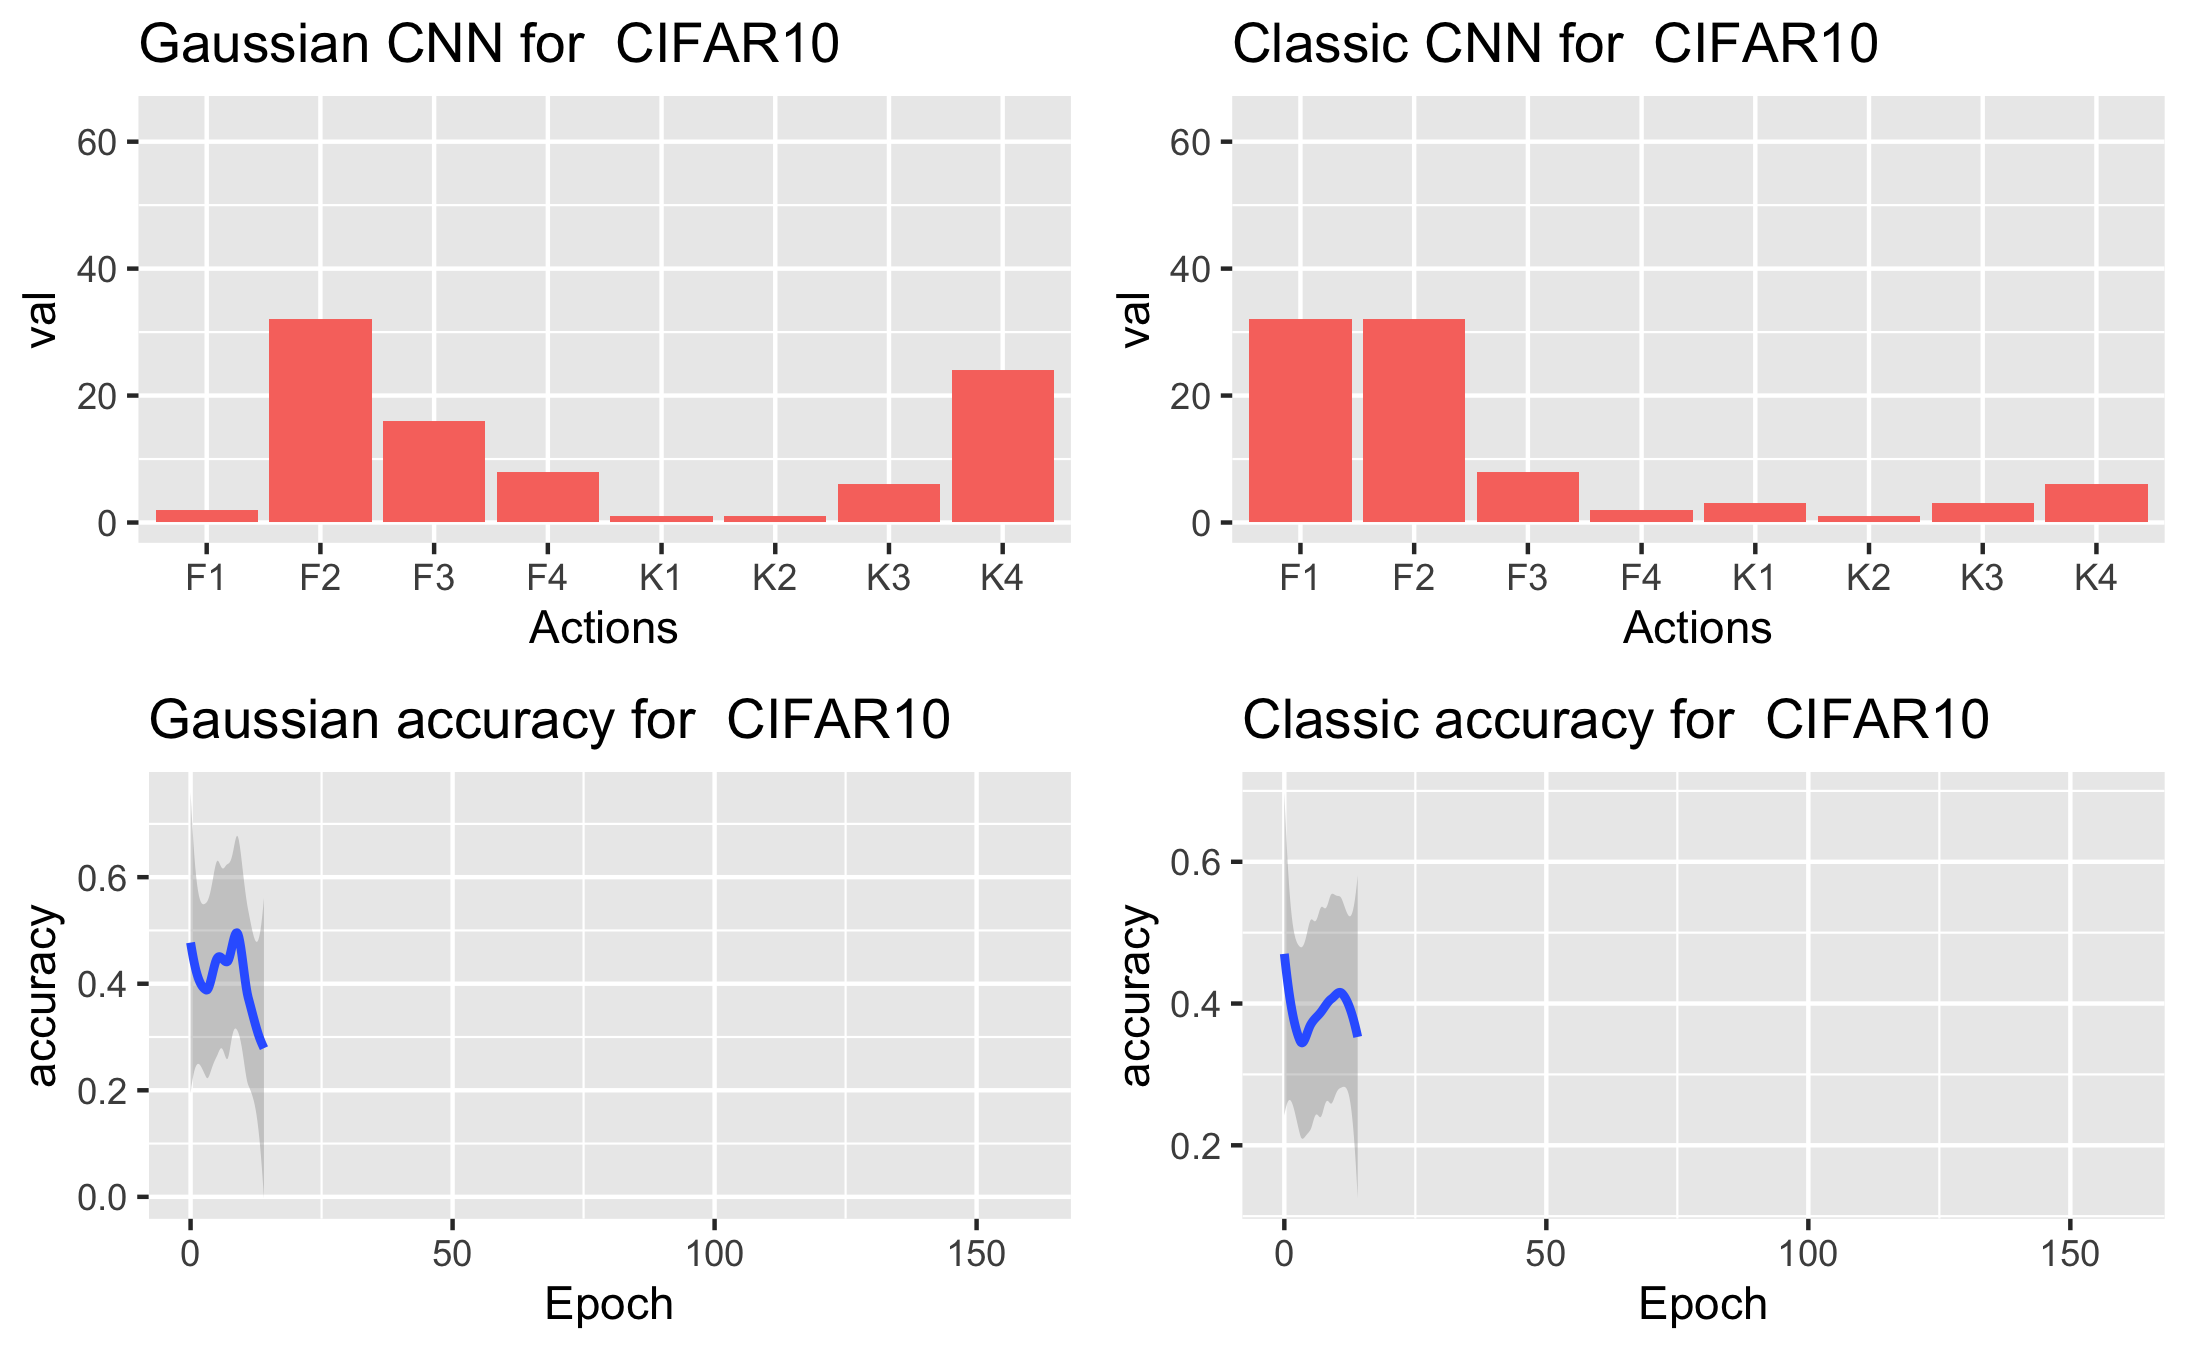 Gaussian CNN for  CIFAR10
60
40
20
0
val
F1 F2 F3 F4 K1 K2 K3 K4
Actions
Classic CNN for  CIFAR10
60
40
20
0
val
F1 F2 F3 F4 K1 K2 K3 K4
Actions
Gaussian accuracy for  CIFAR10
0.6
0.4
0.2
0.0
accuracy
0 50 100 150
Epoch
Classic accuracy for  CIFAR10
0.6
0.4
0.2
accuracy
0 50 100 150
Epoch